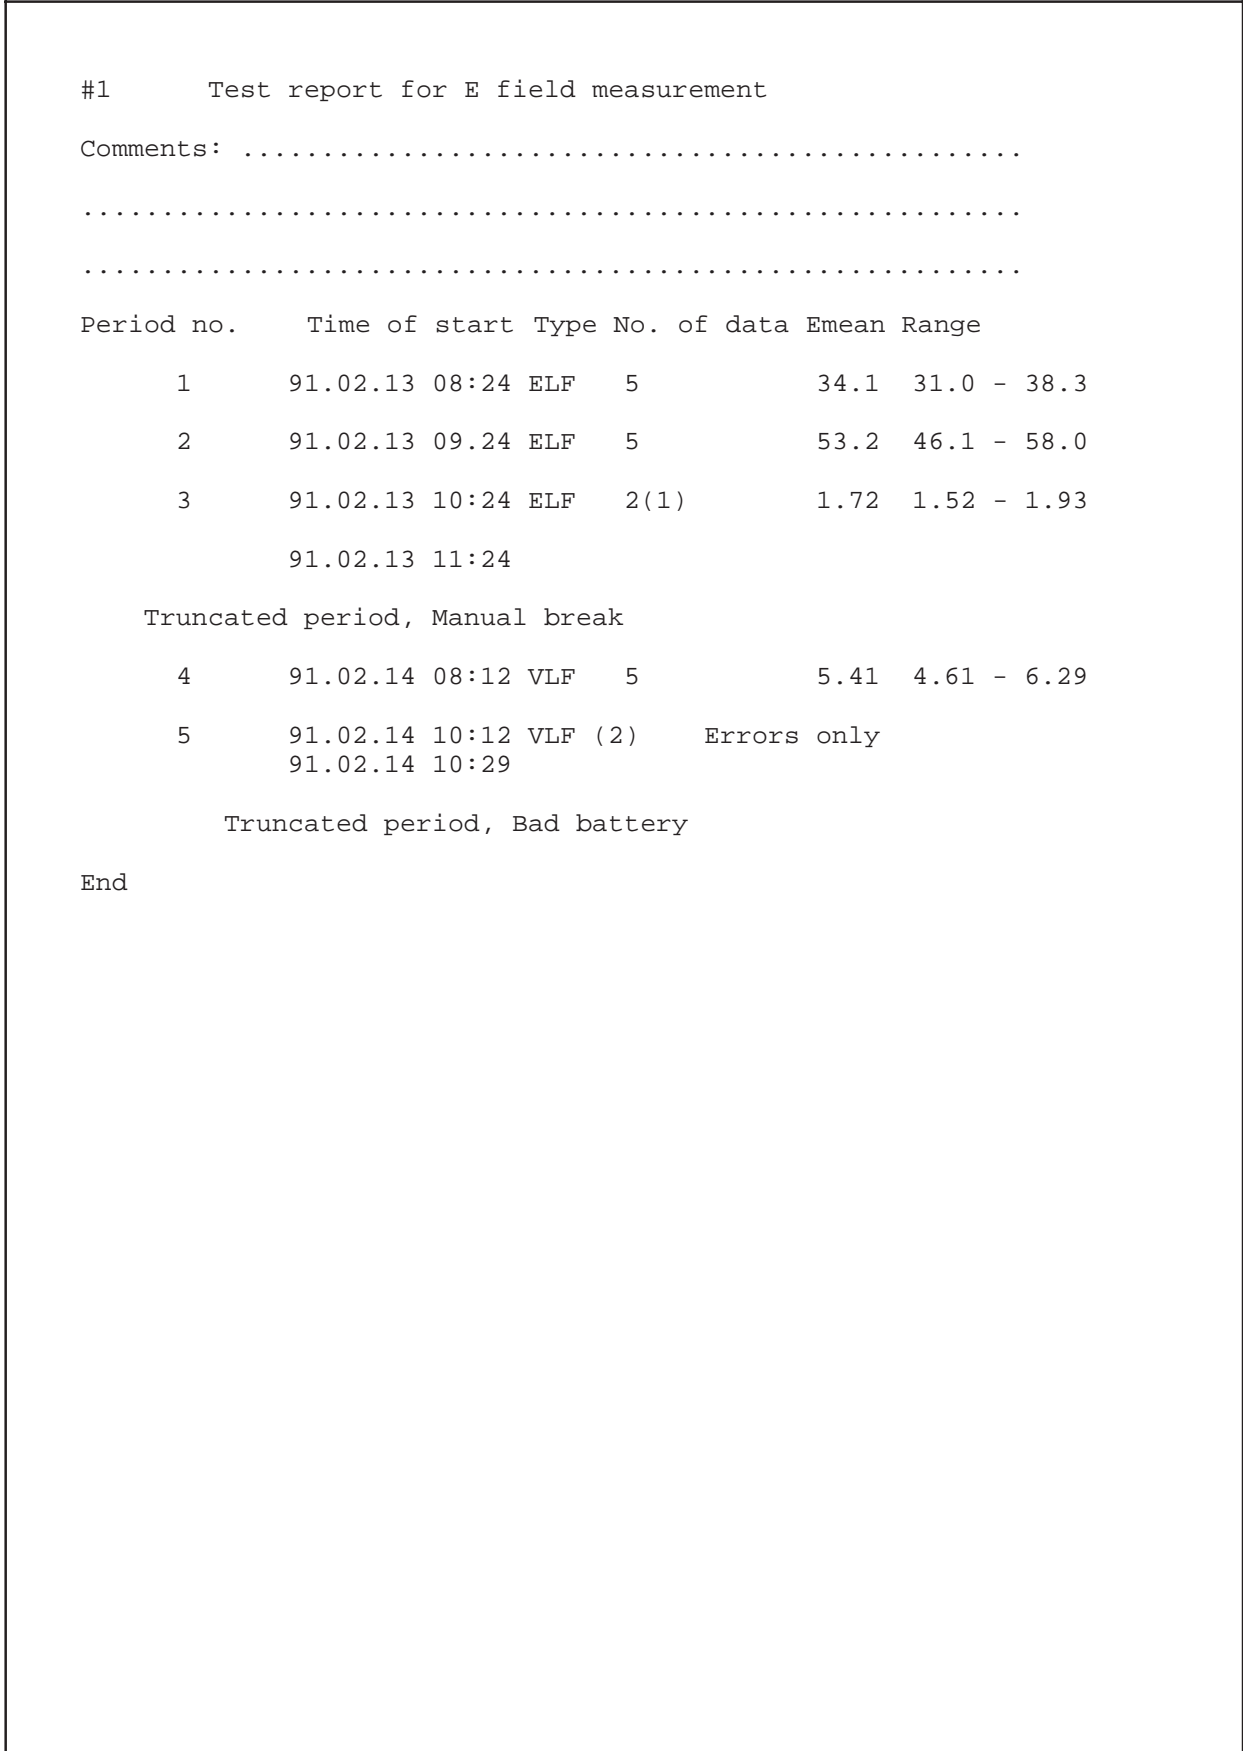 #1 Test report for E field measurement
Comments: .................................................
...........................................................
...........................................................
Period no. Time of start Type No. of data Emean Range
1 91.02.13 08:24 ELF 5 34.1 31.0 - 38.3
2 91.02.13 09.24 ELF 5 53.2 46.1 - 58.0
3 91.02.13 10:24 ELF 2(1) 1.72 1.52 - 1.93
91.02.13 11:24
Truncated period, Manual break
4 91.02.14 08:12 VLF 5 5.41 4.61 - 6.29
5 91.02.14 10:12 VLF (2) Errors only
91.02.14 10:29
Truncated period, Bad battery
End